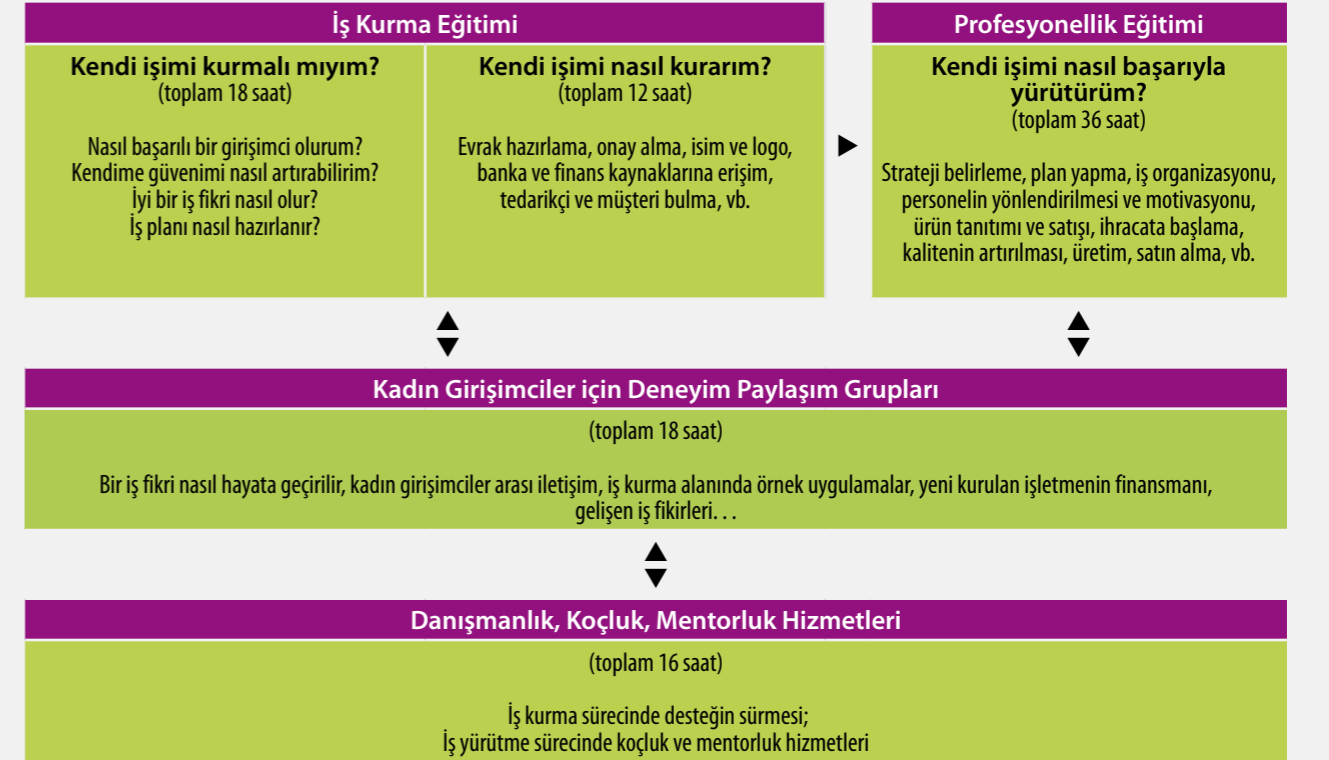 İş Kurma Eğitimi
Kendi işimi kurmalı mıyım?
(toplam 18 saat)
Nasıl başarılı bir girişimci olurum?
Kendime güvenimi nasıl artırabilirim?
İyi bir iş fikri nasıl olur?
İş planı nasıl hazırlanır?
Kendi işimi nasıl kurarım?
(toplam 12 saat)
Evrak hazırlama, onay alma, isim ve logo,
banka ve finans kaynaklarına erişim,
tedarikçi ve müşteri bulma, vb.
Profesyonellik Eğitimi
Kendi işimi nasıl başarıyla
yürütürüm?
(toplam 36 saat)
Strateji belirleme, plan yapma, iş organizasyonu,
personelin yönlendirilmesi ve motivasyonu,
ürün tanıtımı ve satışı, ihracata başlama,
kalitenin artırılması, üretim, satın alma, vb.
Kadın Girişimciler için Deneyim Paylaşım Grupları
(toplam 18 saat)
Bir iş fikri nasıl hayata geçirilir, kadın girişimciler arası iletişim, iş kurma alanında örnek uygulamalar, yeni kurulan işletmenin finansmanı,
gelişen iş fikirleri. . .
Danışmanlık, Koçluk, Mentorluk Hizmetleri
(toplam 16 saat)
İş kurma sürecinde desteğin sürmesi;
İş yürütme sürecinde koçluk ve mentorluk hizmetleri